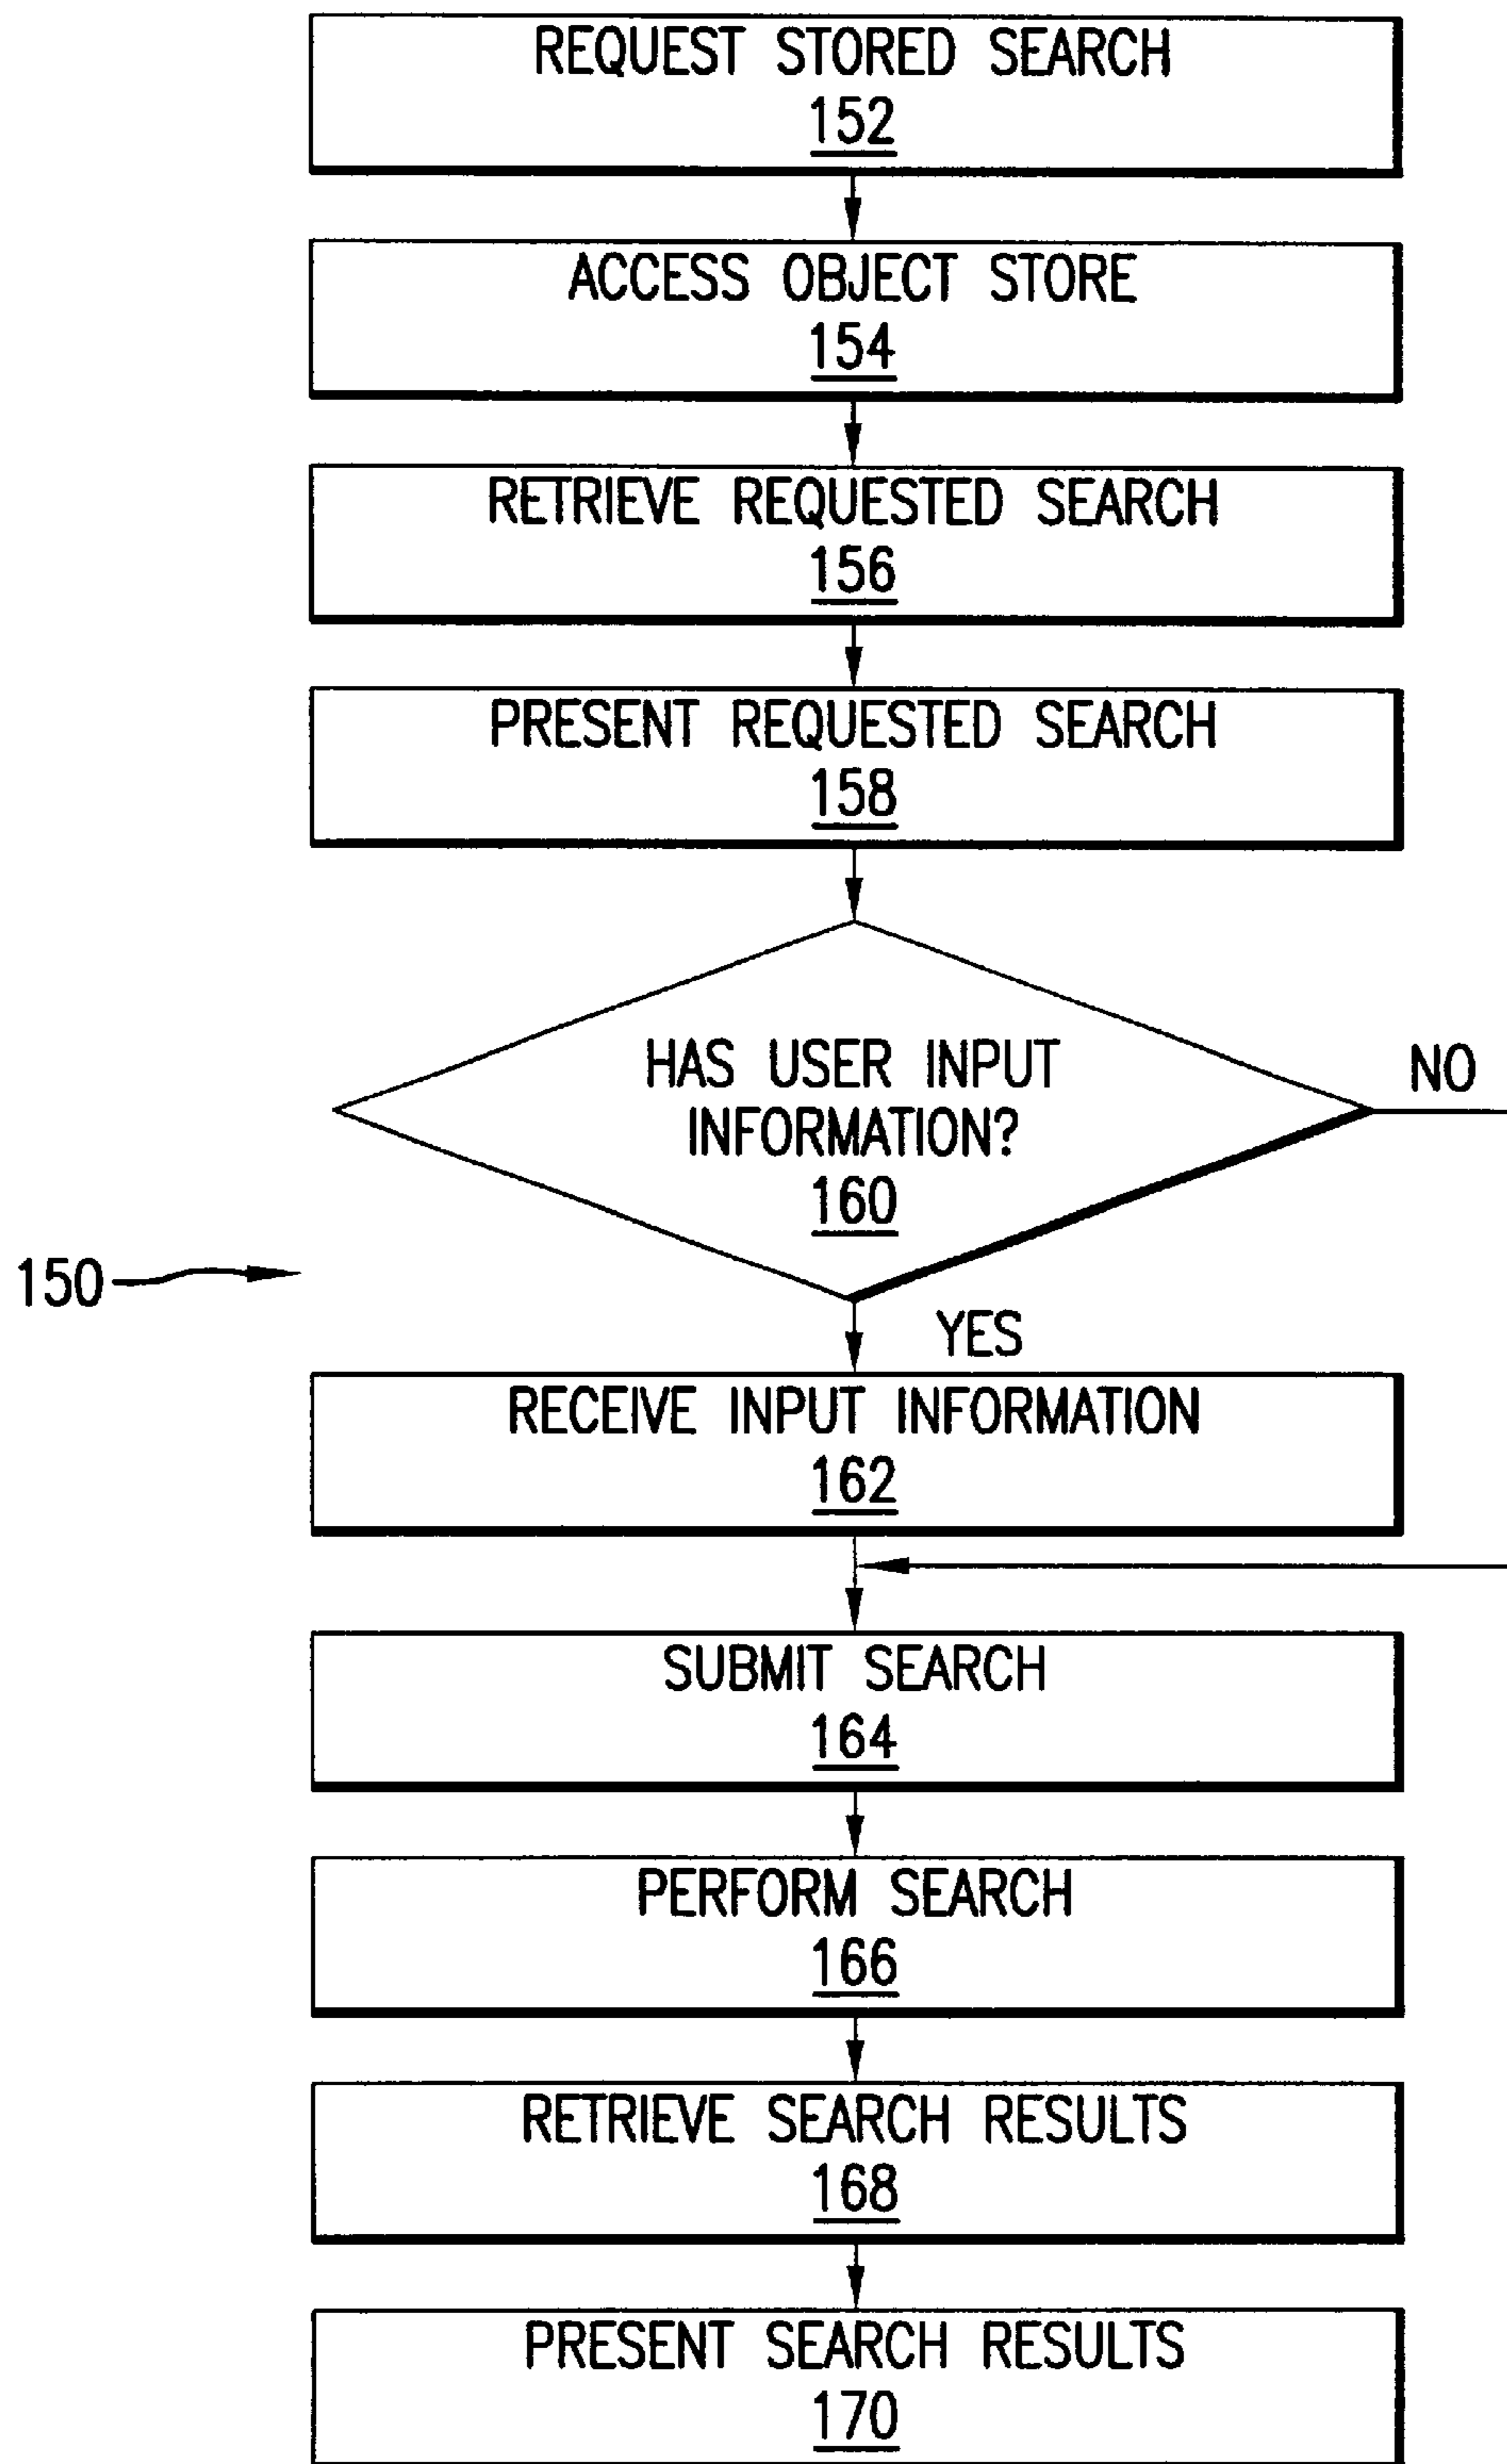 REQUEST STORED SEARCH
152
ACCESS OBJECT STORE
154
RETRIEVE REQUESTED SEARCH
156
PRESENT REQUESTED SEARCH
158
HAS USER INPUT
INFORMATION?
160
NO
150
YES
RECEIVE INPUT INFORMATION
162
SUBMIT SEARCH
164
PERFORM SEARCH
166
RETRIEVE SEARCH RESULTS
168
PRESENT SEARCH RESULTS
170